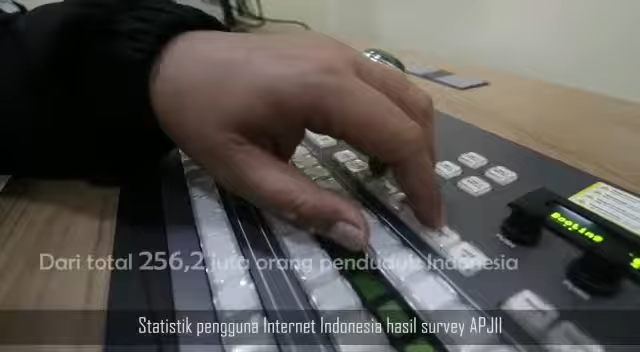 Dari total 256,2 juta orang penduduk Indonesia
Statistik pengguna Internet Indonesia hasil survey APJII